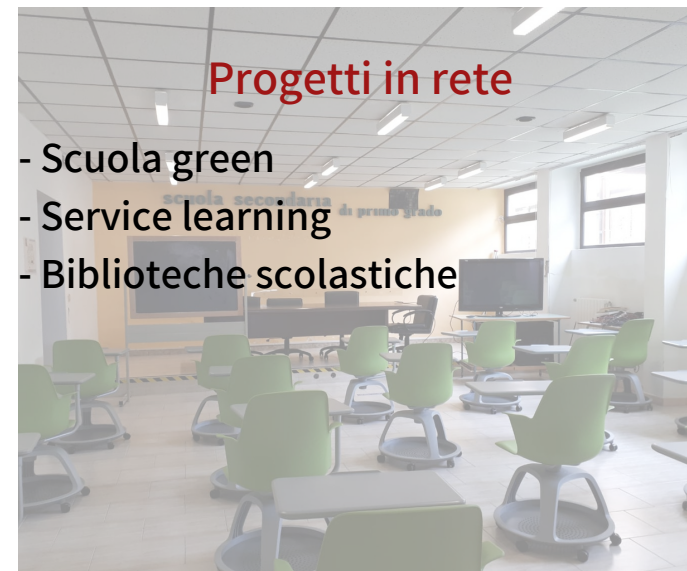 Progetti in rete
- Scuola green
- Service learning
- Biblioteche scolastiche
scuola secondaria di primo grado